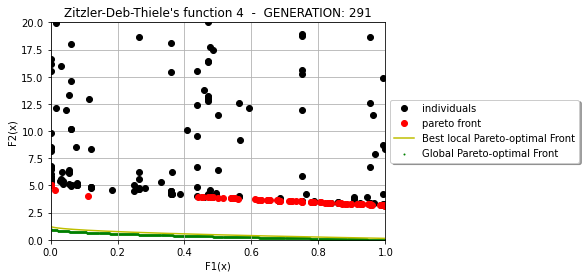 Zitzler-Deb-Thiele's function 4 - GENERATION: 291
20.0
17.5
15.0
12.5
10.0
7.5
5.0
2.5
0.0
F2(x)
0.0 0.2 0.4 0.6 0.8 1.0
F1(x)
individuals
pareto front
Best local Pareto-optimal Front
Global Pareto-optimal Front